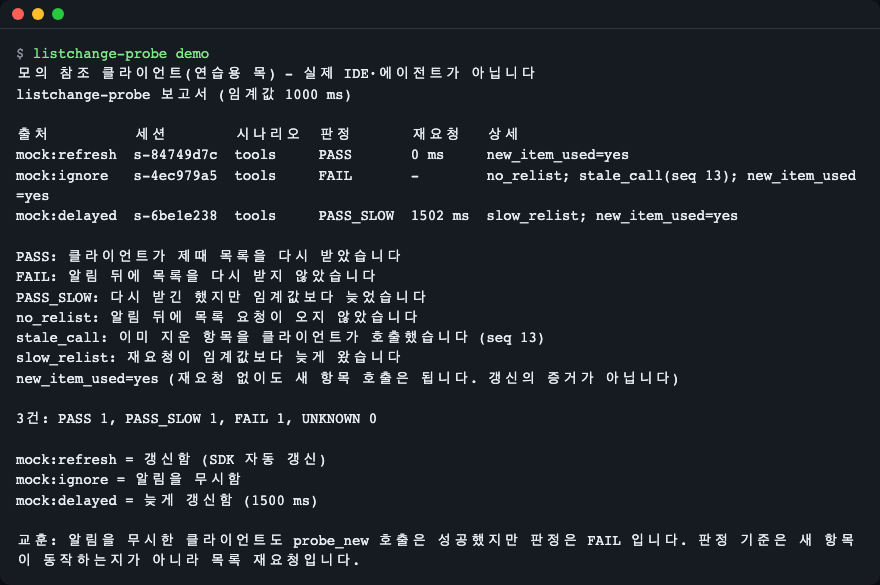 $ listchange-probe demo
모의 참조 클라이언트(연습용 목) – 실제 IDE·에이전트가 아닙니다
listchange-probe 보고서 (임계값 1000 ms)
출처 세션 시나리오 판정 재요청 상세
mock:refresh s-84749d7c tools PASS 0 ms new_item_used=yes
mock:ignore s-4ec979a5 tools FAIL – no_relist; stale_call(seq 13); new_item_used
=yes
mock:delayed s-6be1e238 tools PASS_SLOW 1502 ms slow_relist; new_item_used=yes
PASS: 클라이언트가 제때 목록을 다시 받았습니다
FAIL: 알림 뒤에 목록을 다시 받지 않았습니다
PASS_SLOW: 다시 받긴 했지만 임계값보다 늦었습니다
no_relist: 알림 뒤에 목록 요청이 오지 않았습니다
stale_call: 이미 지운 항목을 클라이언트가 호출했습니다 (seq 13)
slow_relist: 재요청이 임계값보다 늦게 왔습니다
new_item_used=yes (재요청 없이도 새 항목 호출은 됩니다. 갱신의 증거가 아닙니다)
3건: PASS 1, PASS_SLOW 1, FAIL 1, UNKNOWN 0
mock:refresh = 갱신함 (SDK 자동 갱신)
mock:ignore = 알림을 무시함
mock:delayed = 늦게 갱신함 (1500 ms)
교훈: 알림을 무시한 클라이언트도 probe_new 호출은 성공했지만 판정은 FAIL 입니다. 판정 기준은 새 항목
이 동작하는지가 아니라 목록 재요청입니다.